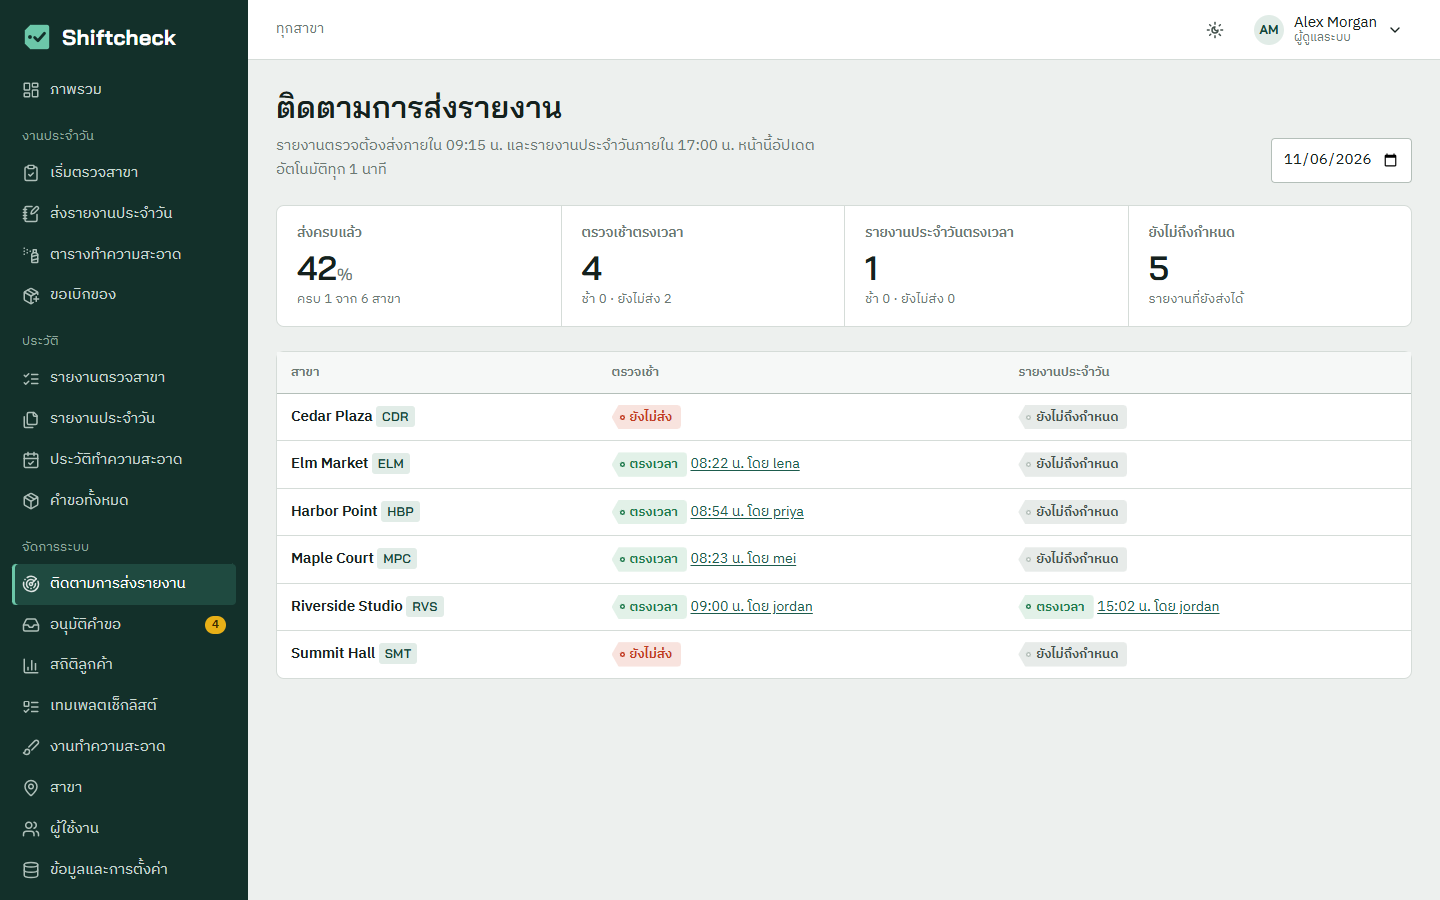 Shiftcheck
ภาพรวม
งานประจำวัน
เริ่มตรวจสาขา
ส่งรายงานประจำวัน
ตารางทำความสะอาด
ขอเบิกของ
ประวัติ
รายงานตรวจสาขา
รายงานประจำวัน
ประวัติทำความสะอาด
คำขอทั้งหมด
จัดการระบบ
ติดตามการส่งรายงาน
อนุมัติคำขอ 4
สถิติลูกค้า
เทมเพลตเช็กลิสต์
งานทำความสะอาด
สาขา
ผู้ใช้งาน
ข้อมูลและการตั้งค่า
ทุกสาขา
AM Alex Morgan
ผู้ดูแลระบบ
ติดตามการส่งรายงาน
รายงานตรวจต้องส่งภายใน 09:15 น. และรายงานประจำวันภายใน 17:00 น. หน้านี้อัปเดต
อัตโนมัติทุก 1 นาที
11/06/2026
ส่งครบแล้ว
42%
ครบ 1 จาก 6 สาขา
ตรวจเช้าตรงเวลา
4
ช้า 0 · ยังไม่ส่ง 2
รายงานประจำวันตรงเวลา
1
ช้า 0 · ยังไม่ส่ง 0
ยังไม่ถึงกำหนด
5
รายงานที่ยังส่งได้
สาขา ตรวจเช้า รายงานประจำวัน
Cedar Plaza CDR ยังไม่ส่ง ยังไม่ถึงกำหนด
Elm Market ELM ตรงเวลา 08:22 น. โดย lena ยังไม่ถึงกำหนด
Harbor Point HBP ตรงเวลา 08:54 น. โดย priya ยังไม่ถึงกำหนด
Maple Court MPC ตรงเวลา 08:23 น. โดย mei ยังไม่ถึงกำหนด
Riverside Studio RVS ตรงเวลา 09:00 น. โดย jordan ตรงเวลา 15:02 น. โดย jordan
Summit Hall SMT ยังไม่ส่ง ยังไม่ถึงกำหนด